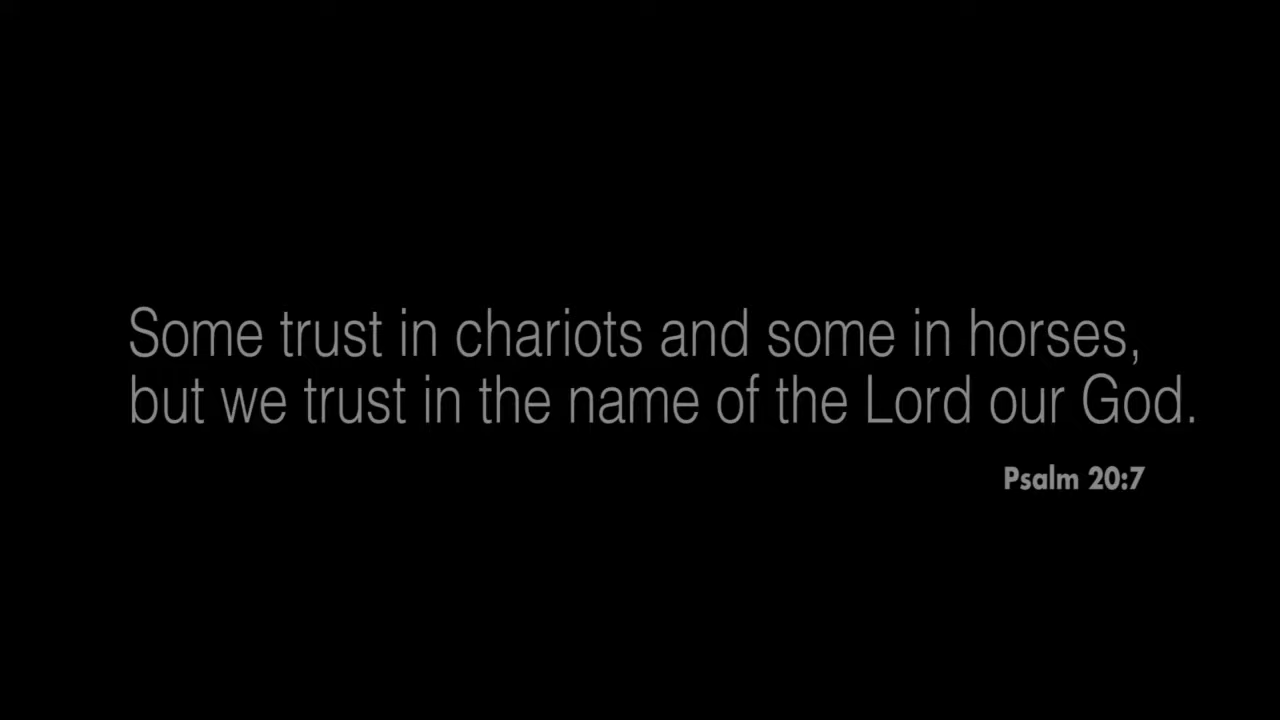 Some trust in chariots and some in horses,
but we trust in the name of the Lord our God.
Psalm 20:7